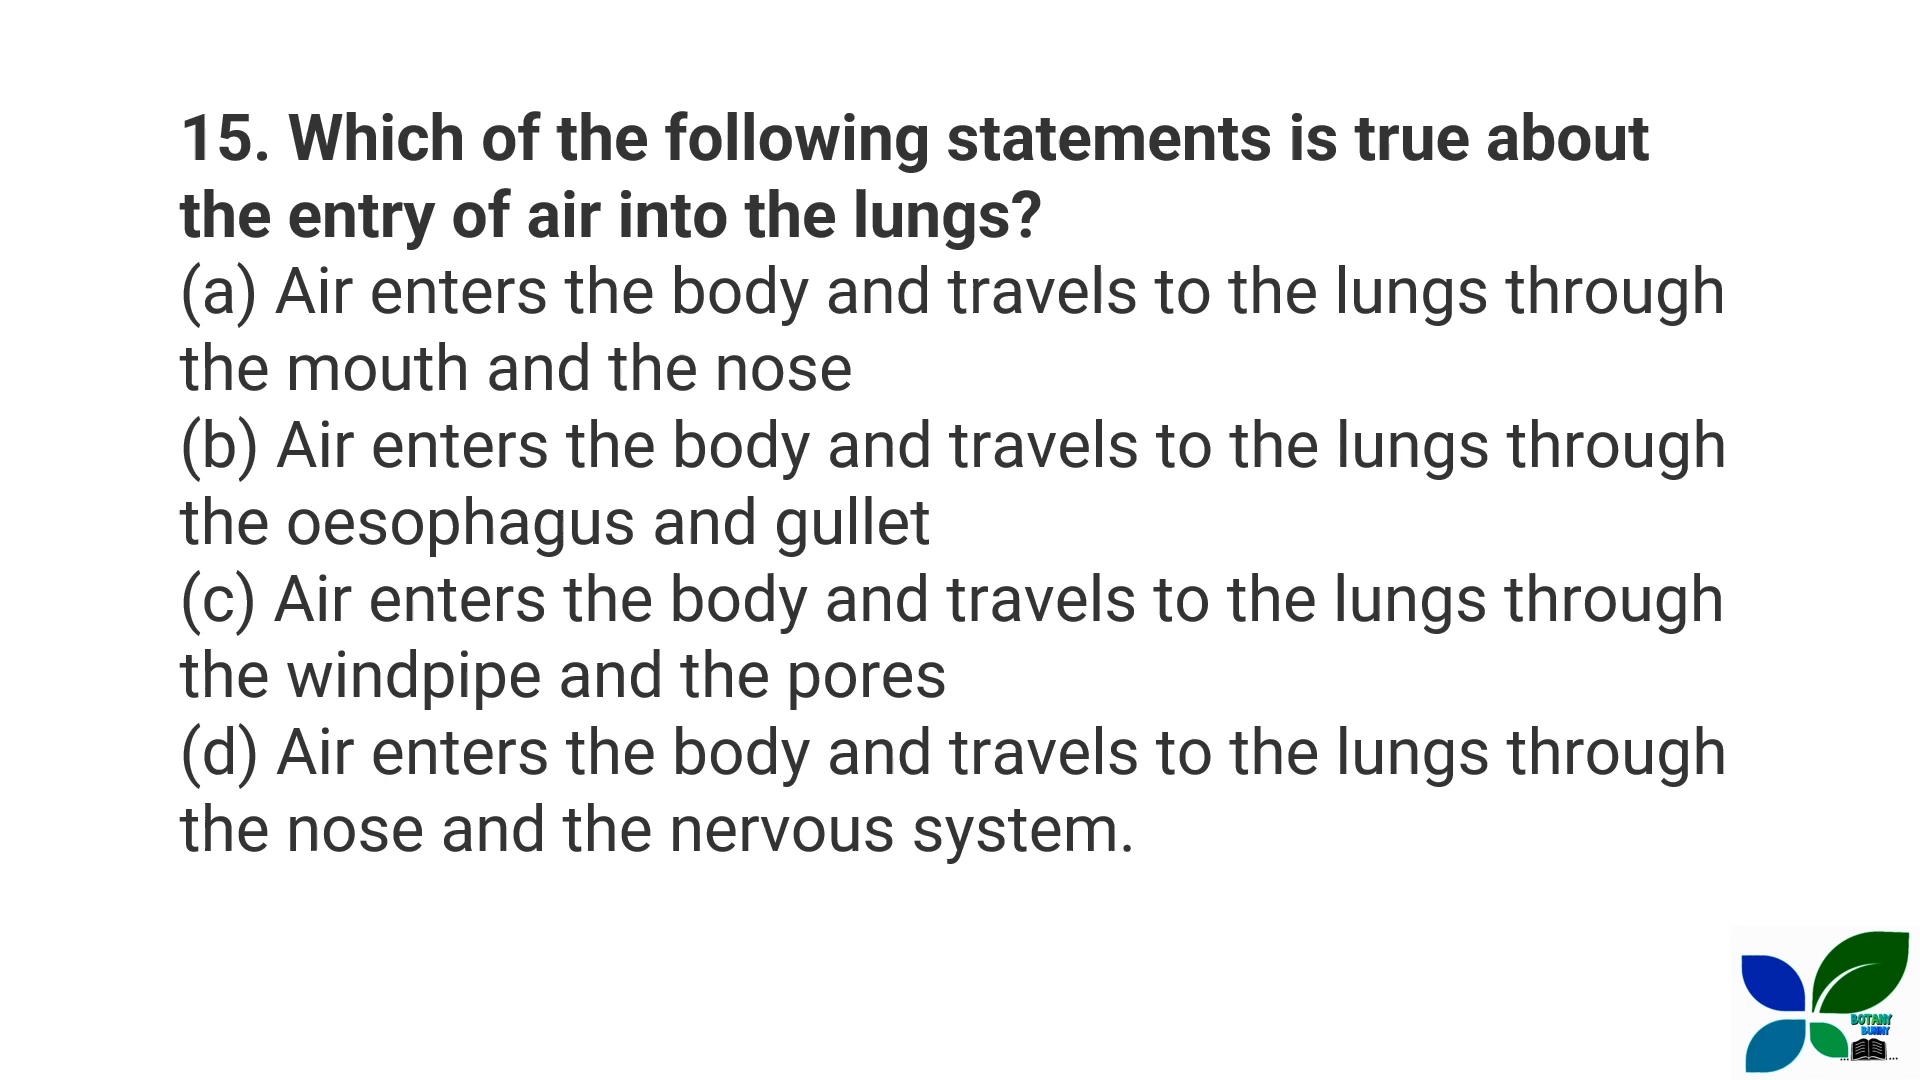 15. Which of the following statements is true about
the entry of air into the lungs?
(a) Air enters the body and travels to the lungs through
the mouth and the nose
(b) Air enters the body and travels to the lungs through
the oesophagus and gullet
(c) Air enters the body and travels to the lungs through
the windpipe and the pores
(d) Air enters the body and travels to the lungs through
the nose and the nervous system.
BOTANY
BUNNY